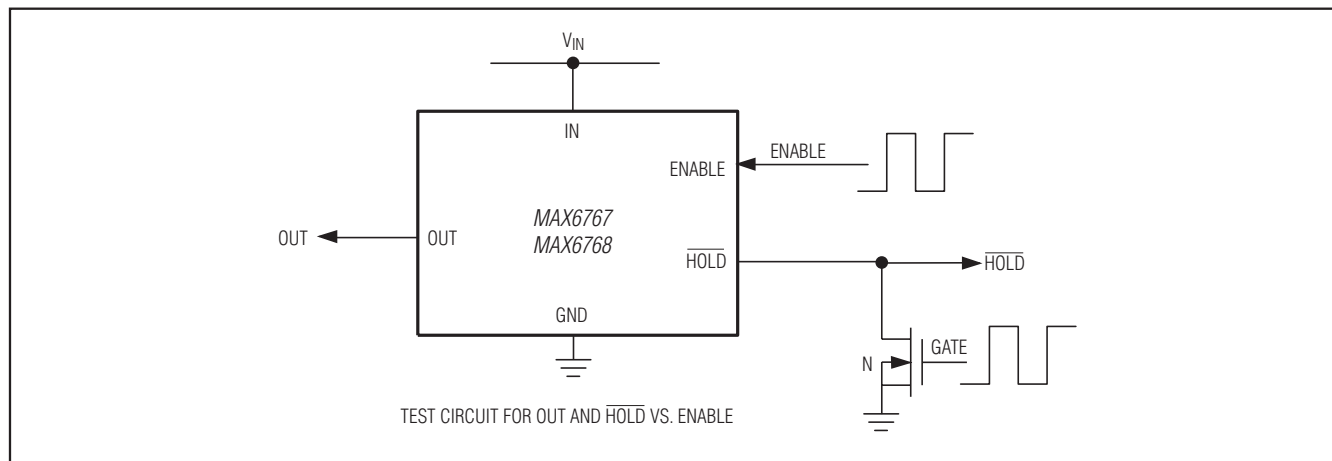 VIN
IN
ENABLE
ENABLE
MAX6767
MAX6768
OUT
OUT
HOLD
HOLD
GND
GATE
N
TEST CIRCUIT FOR OUT AND HOLD VS. ENABLE